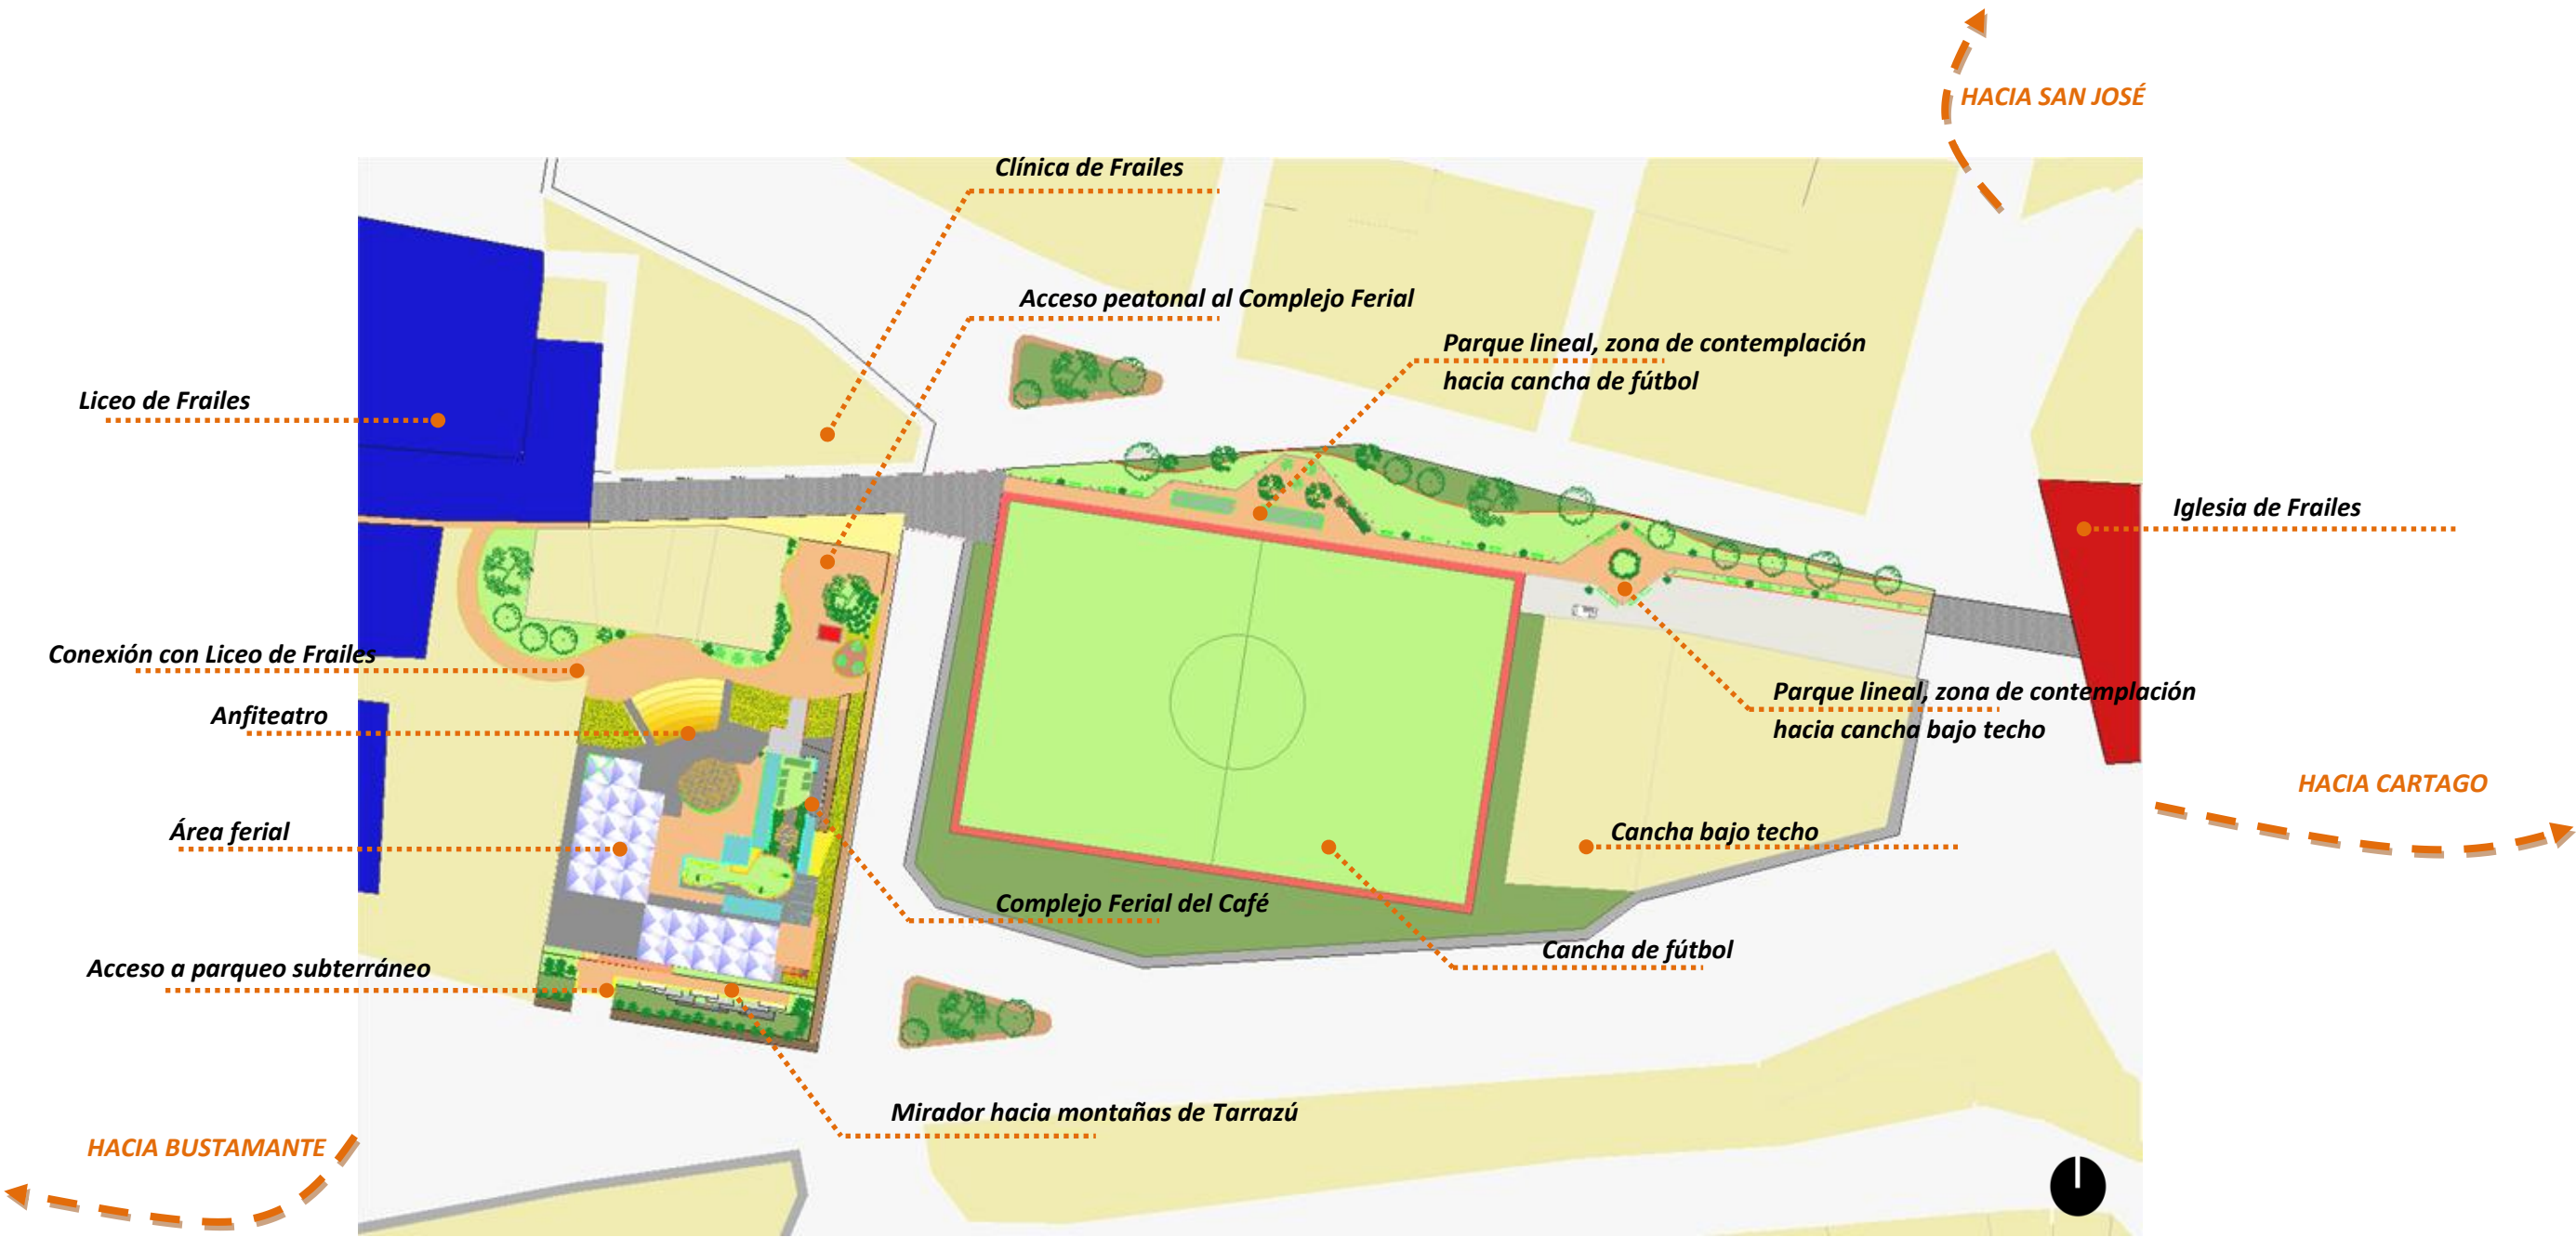 HACIA SAN JOSÉ
Clínica de Frailes
Acceso peatonal al Complejo Ferial
Parque lineal, zona de contemplación
hacia cancha de fútbol
Liceo de Frailes
Iglesia de Frailes
Conexión con Liceo de Frailes
Parque lineal, zona de contemplación
hacia cancha bajo techo
Anfiteatro
HACIA CARTAGO
Área ferial
Cancha bajo techo
Complejo Ferial del Café
Cancha de fútbol
Acceso a parqueo subterráneo
Mirador hacia montañas de Tarrazú
HACIA BUSTAMANTE